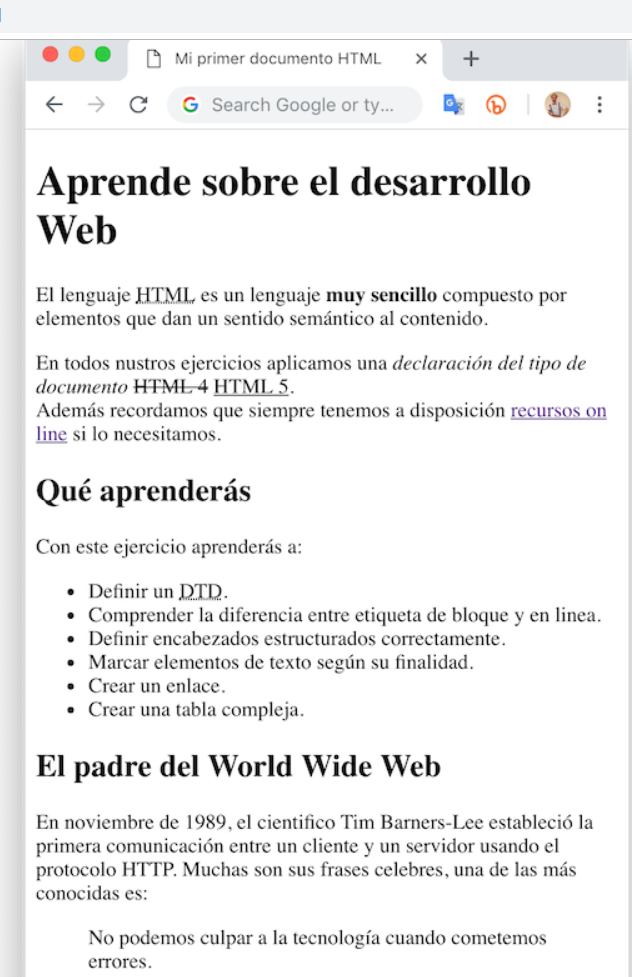 Mi primer documento HTML
Search Google or ty...
Aprende sobre el desarrollo
Web
El lenguaje HTML es un lenguaje muy sencillo compuesto por
elementos que dan un sentido semántico al contenido.
En todos nustros ejercicios aplicamos una declaración del tipo de
documento HTML 4 HTML 5.
Además recordamos que siempre tenemos a disposición recursos on
line si lo necesitamos.
Qué aprenderás
Con este ejercicio aprenderás a:
Definir un DTD.
Comprender la diferencia entre etiqueta de bloque y en linea.
Definir encabezados estructurados correctamente.
Marcar elementos de texto según su finalidad.
Crear un enlace.
Crear una tabla compleja.
El padre del World Wide Web
En noviembre de 1989, el cientifico Tim Barners-Lee estableció la
primera comunicación entre un cliente y un servidor usando el
protocolo HTTP. Muchas son sus frases celebres, una de las más
conocidas es:
No podemos culpar a la tecnología cuando cometemos
errores.